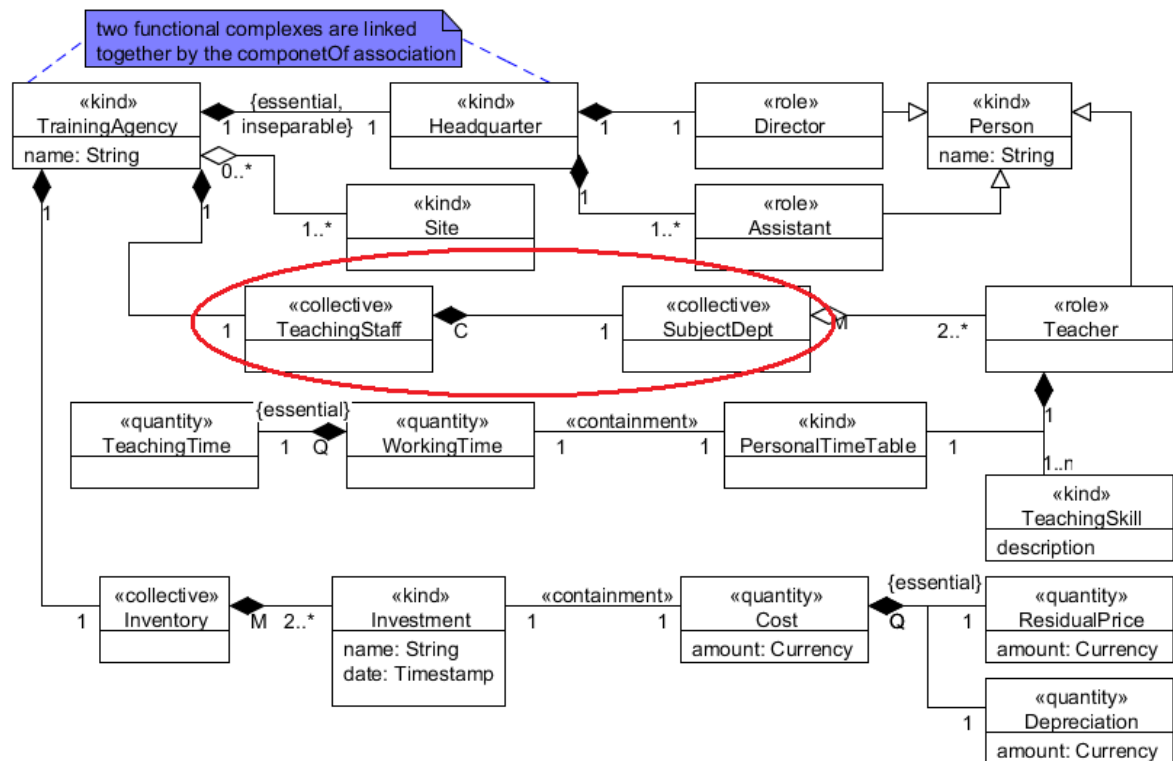 two functional complexes are linked
together by the componetOf association
«kind»
TrainingAgency
name: String
1
{essential,
inseparable}
1
«kind»
Headquarter
1
1
«role»
Director
«kind»
Person
name: String
0..*
1..*
«kind»
Site
1
1..*
«role»
Assistant
1
1
1
«collective»
TeachingStaff
C
1
«collective»
SubjectDept
M
2..*
«role»
Teacher
«quantity»
TeachingTime
{essential}
1
Q
«quantity»
WorkingTime
«containment»
1
1
«kind»
PersonalTimeTable
1
1
1..n
«kind»
TeachingSkill
description
1
«collective»
Inventory
M
2..*
«kind»
Investment
name: String
date: Timestamp
«containment»
1
1
«quantity»
Cost
amount: Currency
{essential}
Q
1
«quantity»
ResidualPrice
amount: Currency
1
«quantity»
Depreciation
amount: Currency